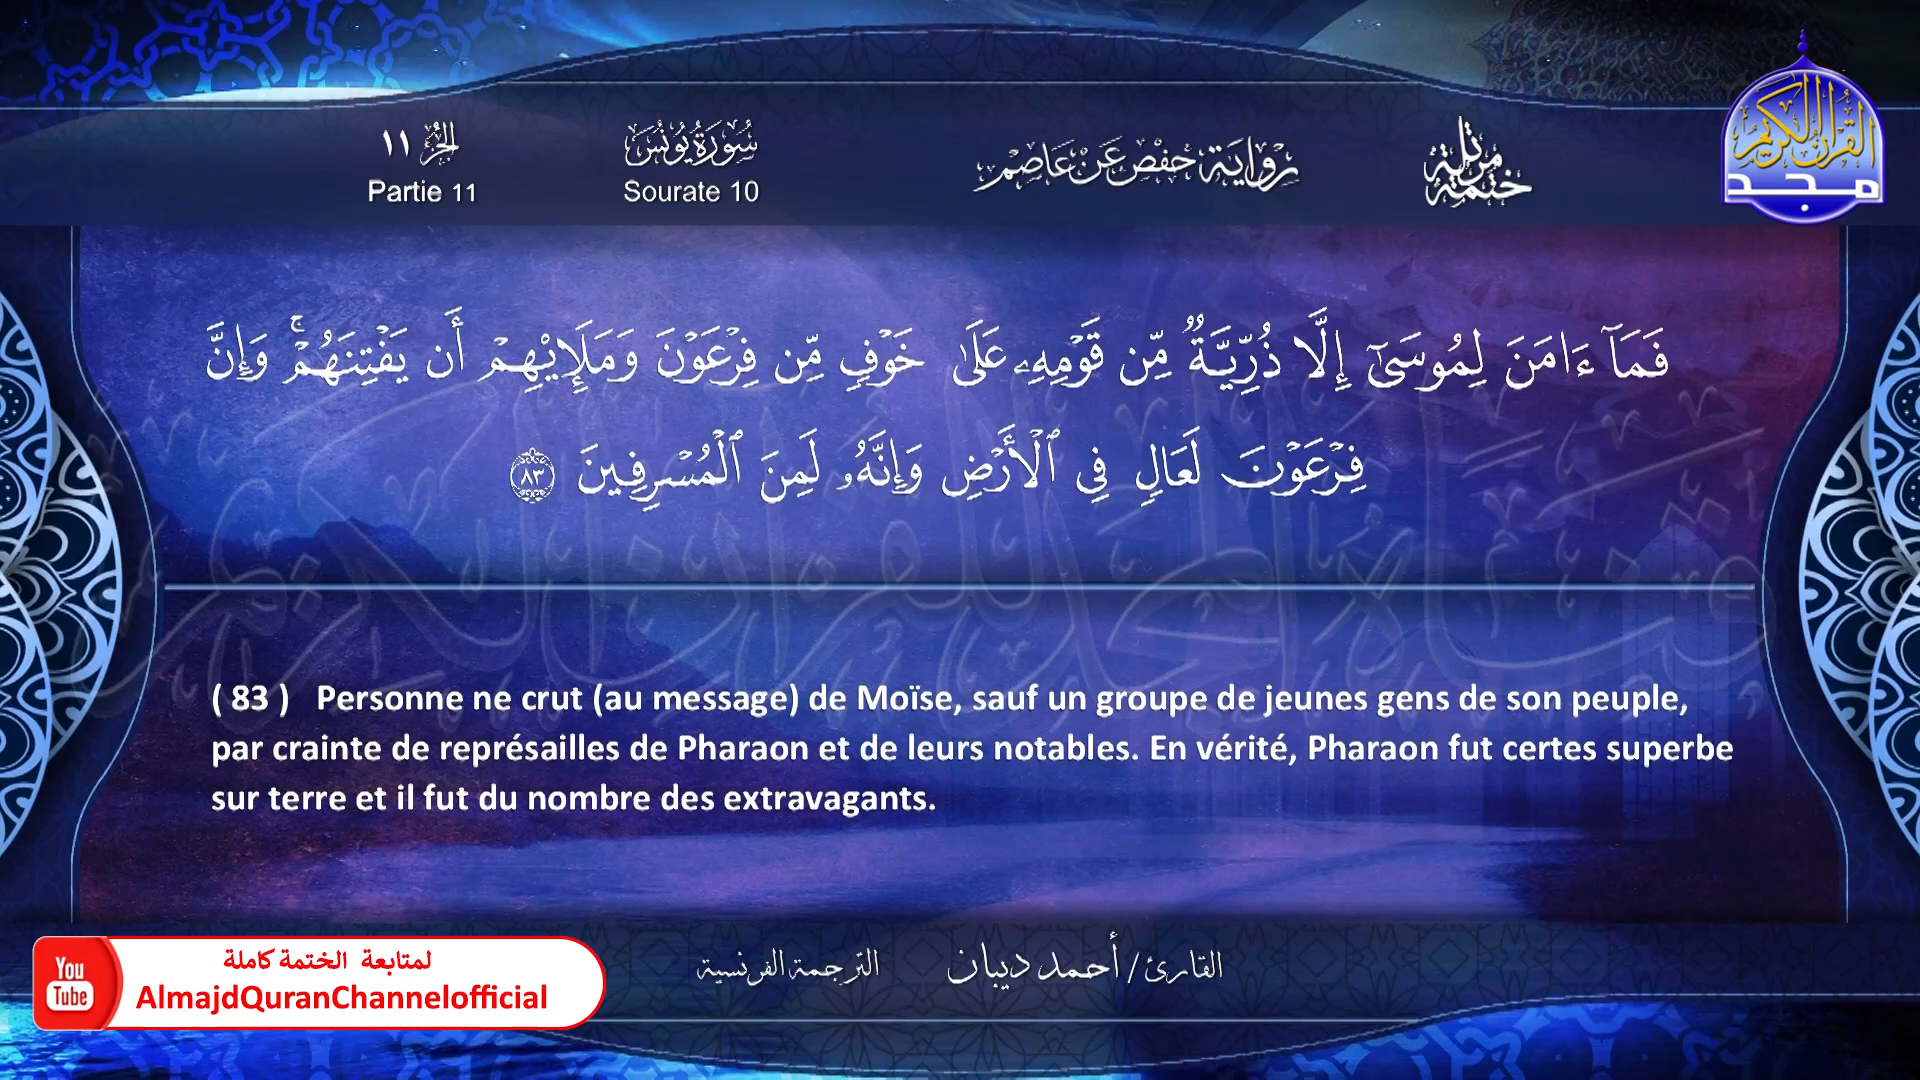 ختمة مرتلة
رواية حفص عن عاصم
سورة يونس
Sourate 10
الجزء ١١
Partie 11
القرآن الكريم
مجد
فَمَآ ءَامَنَ لِمُوسَىٰٓ إِلَّا ذُرِّيَّةٌ مِّن قَوْمِهِۦ عَلَىٰ خَوْفٍ مِّن فِرْعَوْنَ وَمَلَإِيْهِمْ أَن يَفْتِنَهُمْ ۚ وَإِنَّ
فِرْعَوْنَ لَعَالٍ فِى ٱلْأَرْضِ وَإِنَّهُۥ لَمِنَ ٱلْمُسْرِفِينَ ٨٣
( 83 ) Personne ne crut (au message) de Moïse, sauf un groupe de jeunes gens de son peuple,
par crainte de représailles de Pharaon et de leurs notables. En vérité, Pharaon fut certes superbe
sur terre et il fut du nombre des extravagants.
القارئ / أحمد ديبان
الترجمة الفرنسية
You
Tube
لمتابعة الختمة كاملة
AlmajdQuranChannelofficial